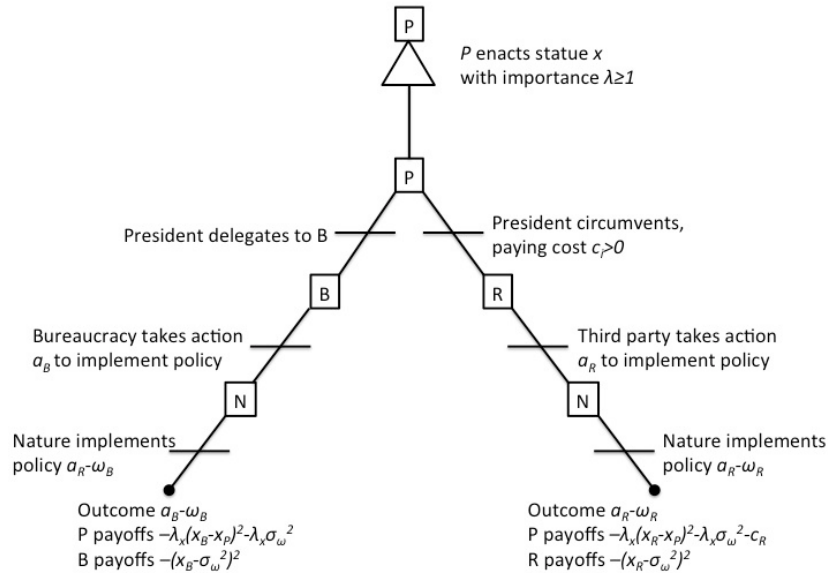 P
P enacts statue x
with importance λ≥1
P
President delegates to B
President circumvents,
paying cost cᵢ>0
B
R
Bureaucracy takes action
a_B to implement policy
Third party takes action
a_R to implement policy
N
N
Nature implements
policy a_R-ω_B
Nature implements
policy a_R-ω_R
Outcome a_B-ω_B
P payoffs –λ_x(x_B-x_P)²-λ_xσ_ω²
B payoffs –(x_B-σ_ω²)²
Outcome a_R-ω_R
P payoffs –λ_x(x_R-x_P)²-λ_xσ_ω²-c_R
R payoffs –(x_R-σ_ω²)²